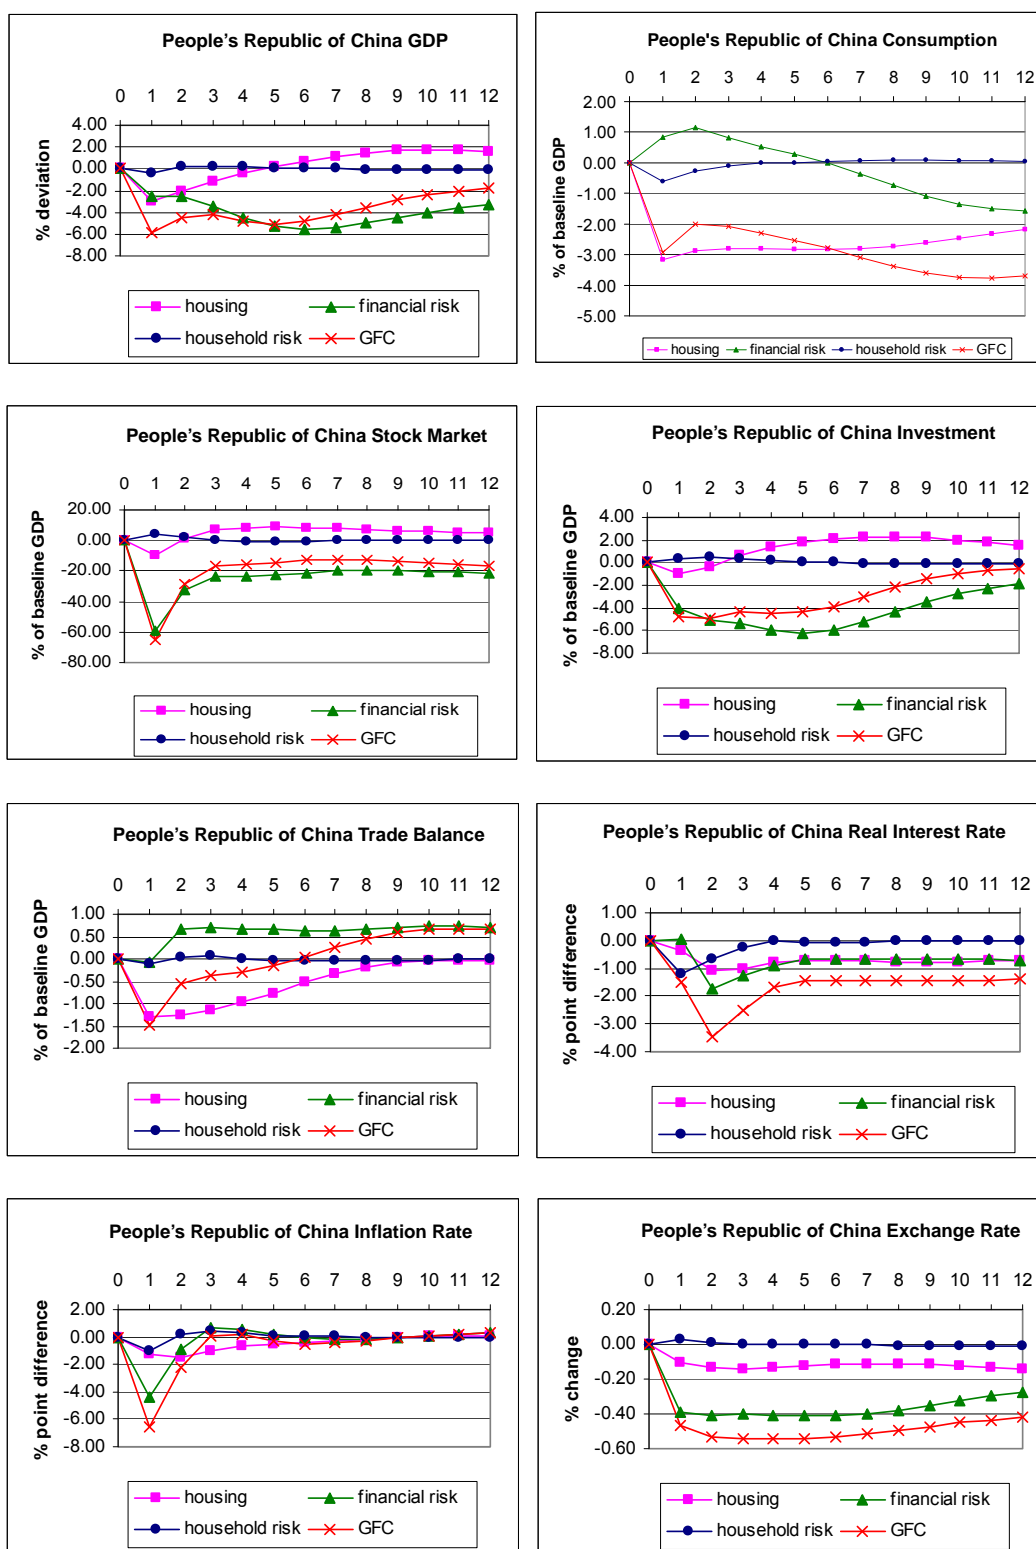 People's Republic of China GDP
0 1 2 3 4 5 6 7 8 9 10 11 12
4.00
2.00
0.00
-2.00
-4.00
-6.00
-8.00
% deviation
housing financial risk
household risk GFC
People's Republic of China Consumption
0 1 2 3 4 5 6 7 8 9 10 11 12
2.00
1.00
0.00
-1.00
-2.00
-3.00
-4.00
-5.00
% of baseline GDP
housing financial risk household risk GFC
People's Republic of China Stock Market
0 1 2 3 4 5 6 7 8 9 10 11 12
20.00
0.00
-20.00
-40.00
-60.00
-80.00
% of baseline GDP
housing financial risk
household risk GFC
People's Republic of China Investment
0 1 2 3 4 5 6 7 8 9 10 11 12
4.00
2.00
0.00
-2.00
-4.00
-6.00
-8.00
% of baseline GDP
housing financial risk
household risk GFC
People's Republic of China Trade Balance
0 1 2 3 4 5 6 7 8 9 10 11 12
1.00
0.50
0.00
-0.50
-1.00
-1.50
-2.00
% of baseline GDP
housing financial risk
household risk GFC
People's Republic of China Real Interest Rate
0 1 2 3 4 5 6 7 8 9 10 11 12
1.00
0.00
-1.00
-2.00
-3.00
-4.00
% point difference
housing financial risk
household risk GFC
People's Republic of China Inflation Rate
0 1 2 3 4 5 6 7 8 9 10 11 12
2.00
0.00
-2.00
-4.00
-6.00
-8.00
% point difference
housing financial risk
household risk GFC
People's Republic of China Exchange Rate
0 1 2 3 4 5 6 7 8 9 10 11 12
0.20
0.00
-0.20
-0.40
-0.60
% change
housing financial risk
household risk GFC